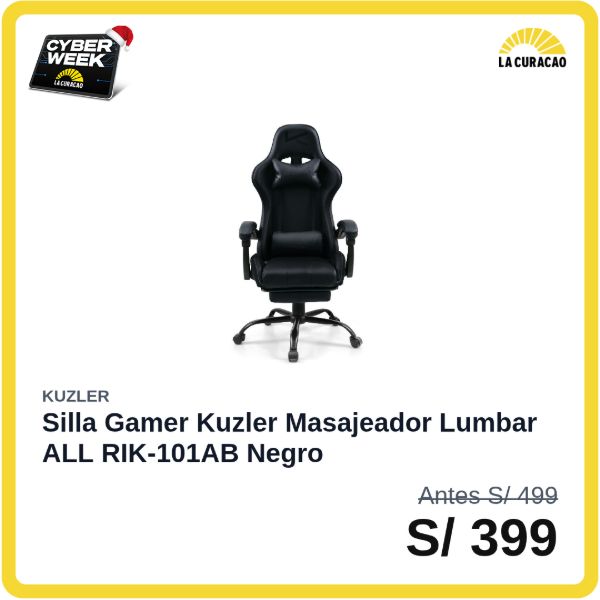 CYBER
WEEK
LA CURACAO
LA CURACAO
KUZLER
Silla Gamer Kuzler Masajeador Lumbar
ALL RIK-101AB Negro
Antes S/ 499
S/ 399